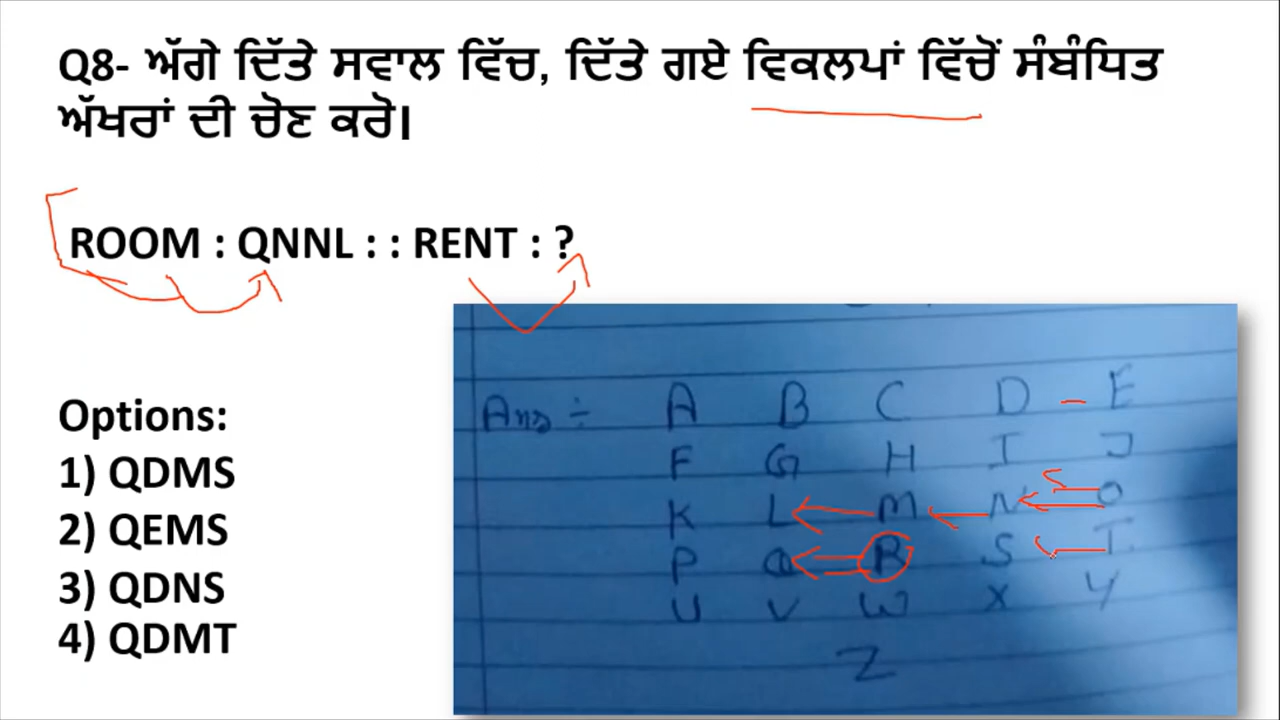 Q8- ਅੱਗੇ ਦਿੱਤੇ ਸਵਾਲ ਵਿੱਚ, ਦਿੱਤੇ ਗਏ ਵਿਕਲਪਾਂ ਵਿੱਚੋਂ ਸੰਬੰਧਿਤ
ਅੱਖਰਾਂ ਦੀ ਚੋਣ ਕਰੋ।
ROOM : QNNL : : RENT : ?
Options:
1) QDMS
2) QEMS
3) QDNS
4) QDMT
Ans ÷ A B C D E
F G H I J
K L M N O
P Q R S T
U V W X Y
Z